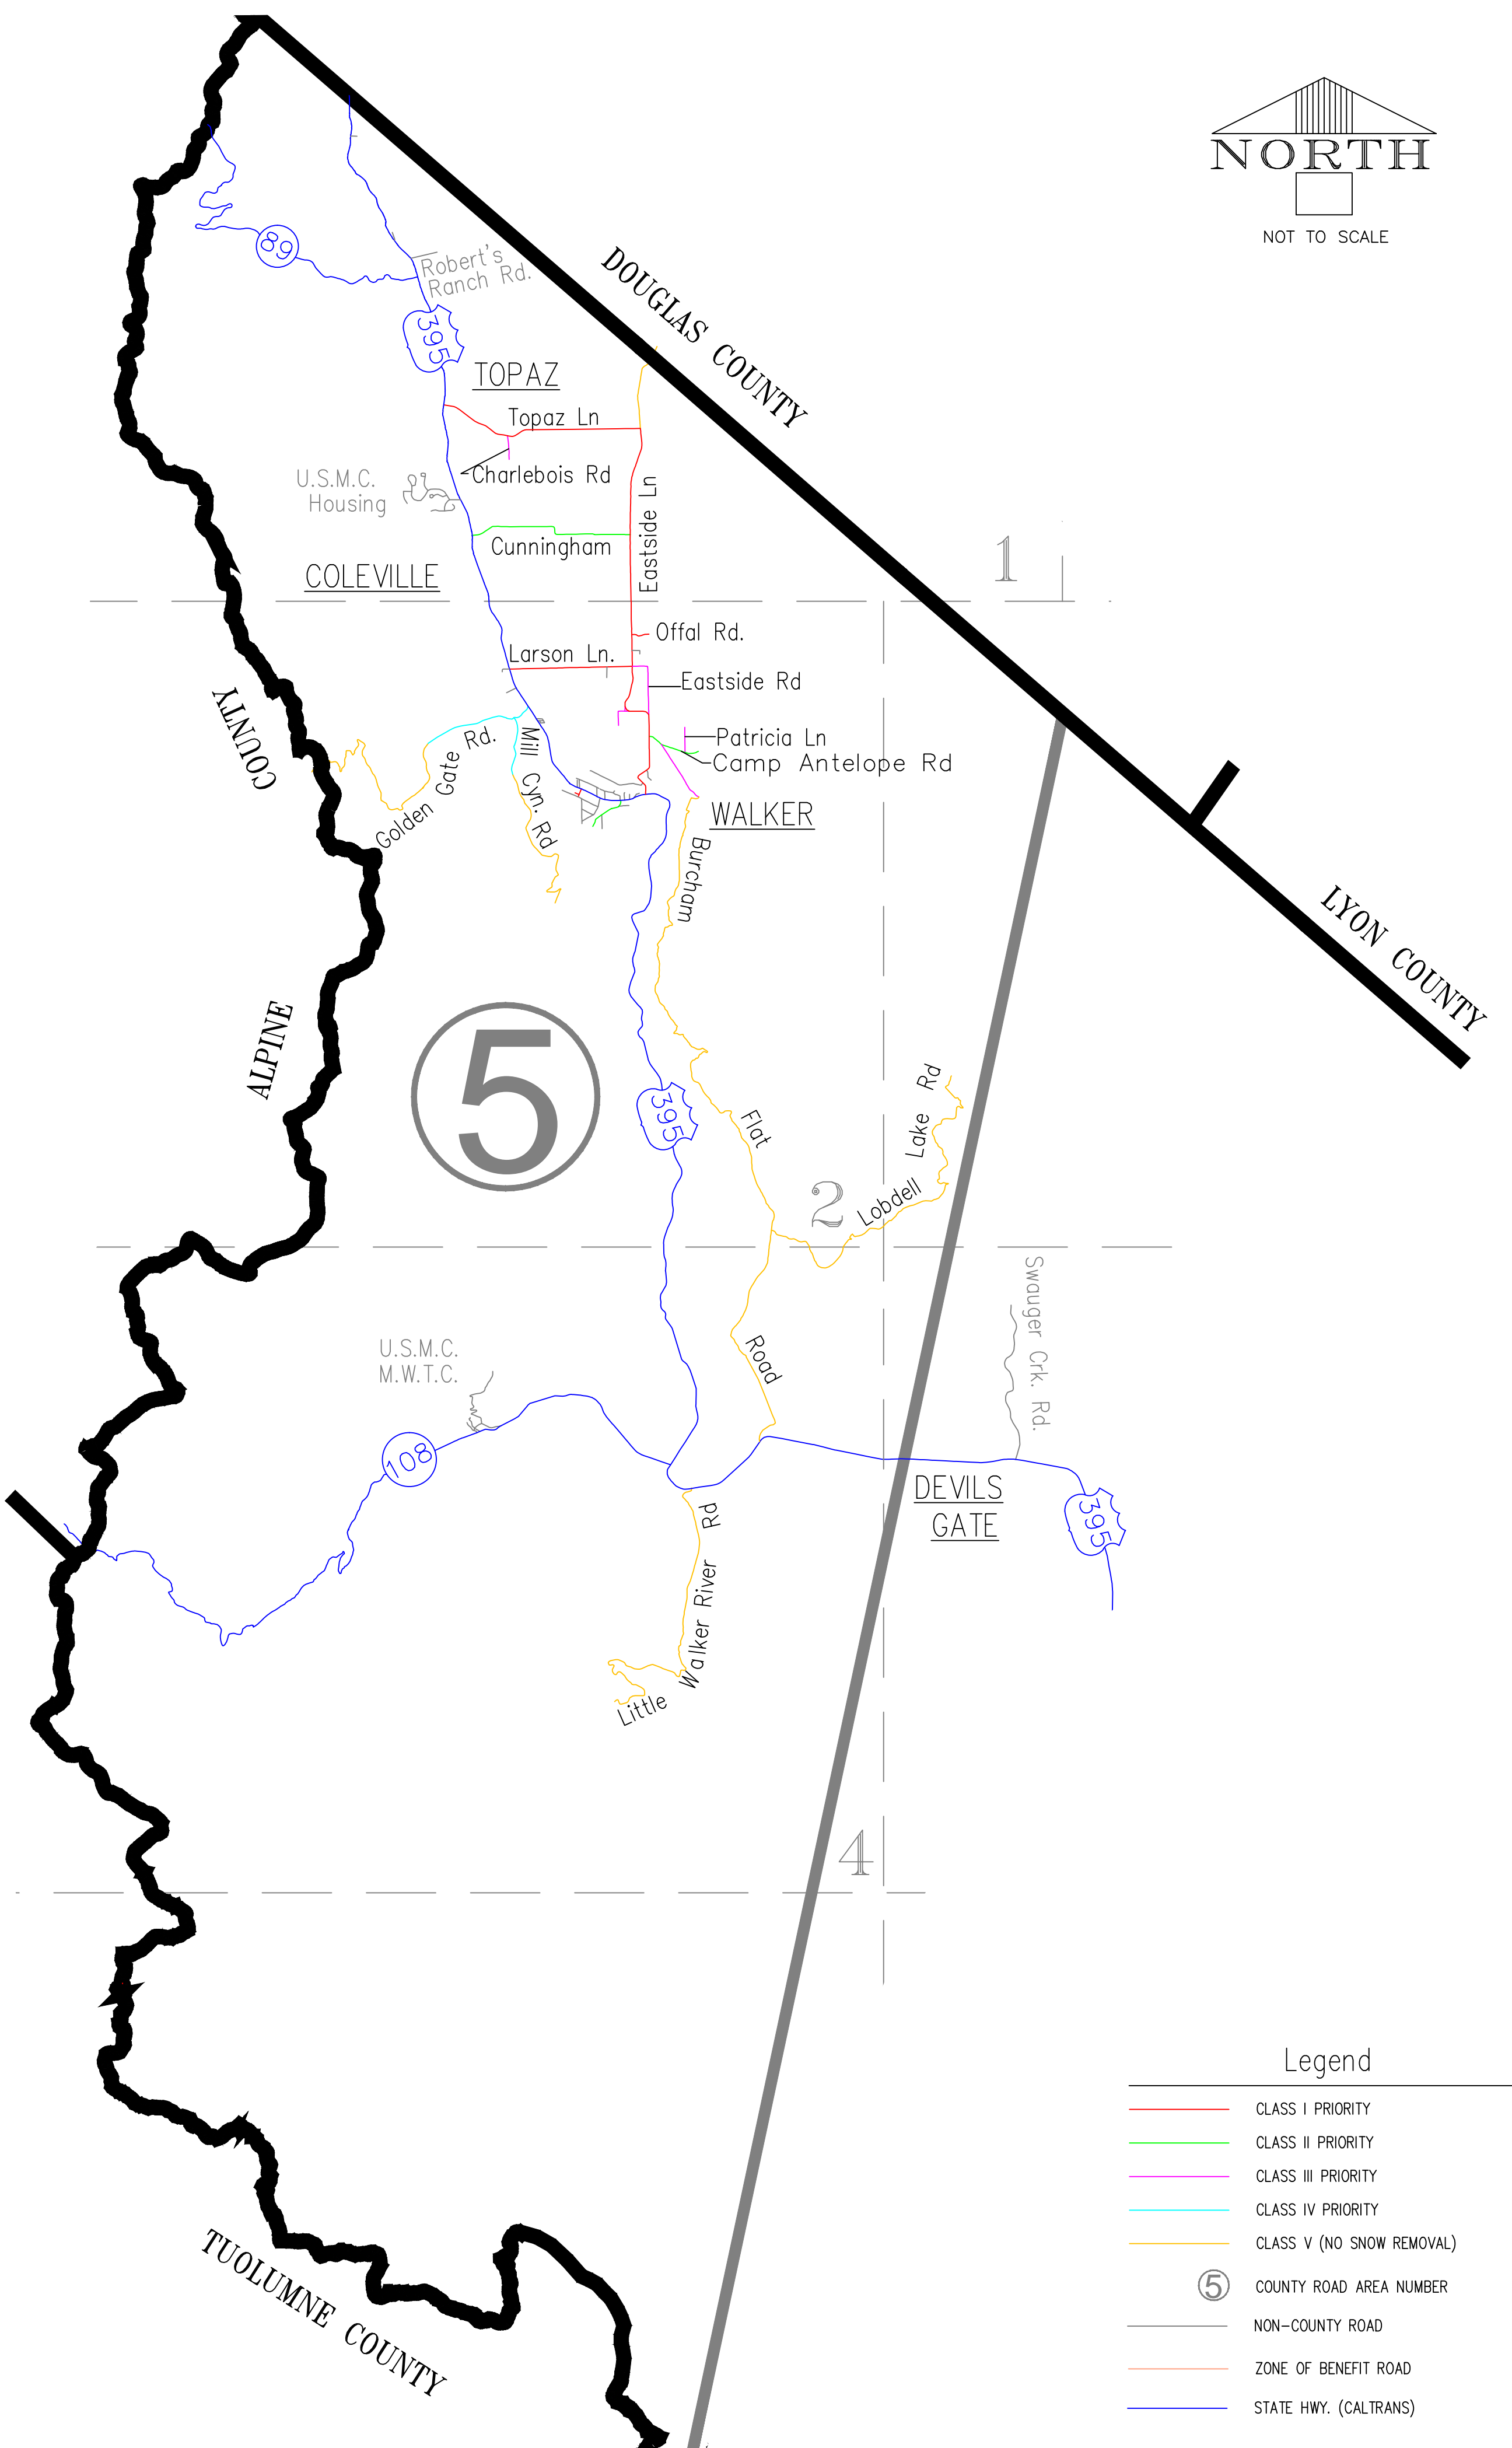 NORTH
NOT TO SCALE
89
Robert's
Ranch Rd.
DOUGLAS COUNTY
395
TOPAZ
Topaz Ln
Charlebois Rd
U.S.M.C.
Housing
Eastside Ln
Cunningham
1
COLEVILLE
Offal Rd.
Larson Ln.
Eastside Rd
ALPINE COUNTY
Patricia Ln
Camp Antelope Rd
Golden Gate Rd.
Mill Cyn. Rd
WALKER
LYON COUNTY
Burcham Flat Road
5
395
Lobdell Lake Rd
2
Swauger Crk. Rd.
U.S.M.C.
M.W.T.C.
108
DEVILS
GATE
395
Little Walker River Rd
4
TUOLUMNE COUNTY
Legend
CLASS I PRIORITY
CLASS II PRIORITY
CLASS III PRIORITY
CLASS IV PRIORITY
CLASS V (NO SNOW REMOVAL)
5 COUNTY ROAD AREA NUMBER
NON-COUNTY ROAD
ZONE OF BENEFIT ROAD
STATE HWY. (CALTRANS)